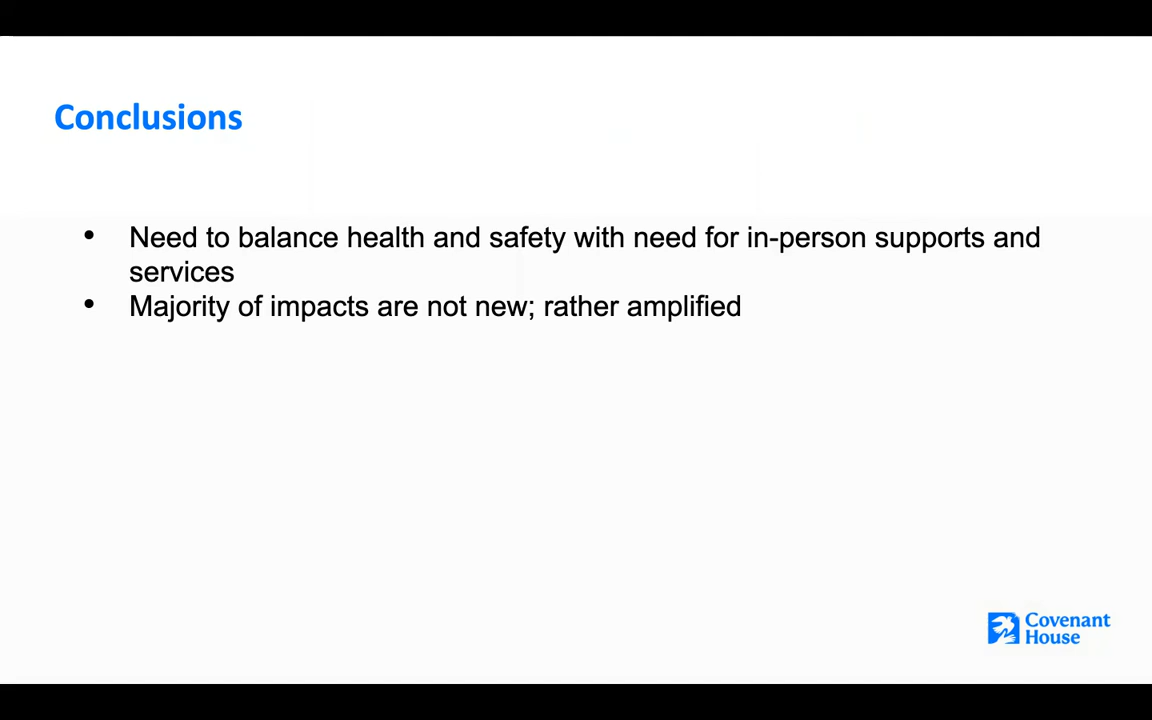 Conclusions
• Need to balance health and safety with need for in-person supports and
services
• Majority of impacts are not new; rather amplified
Covenant
House